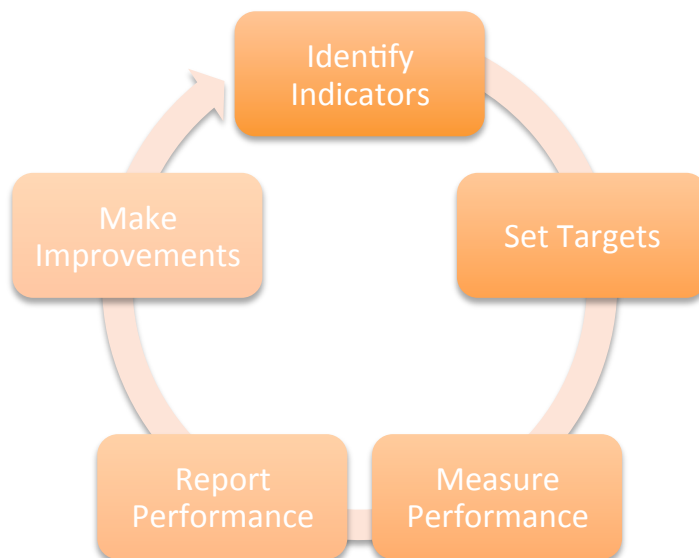 Identify
Indicators
Set Targets
Measure
Performance
Report
Performance
Make
Improvements